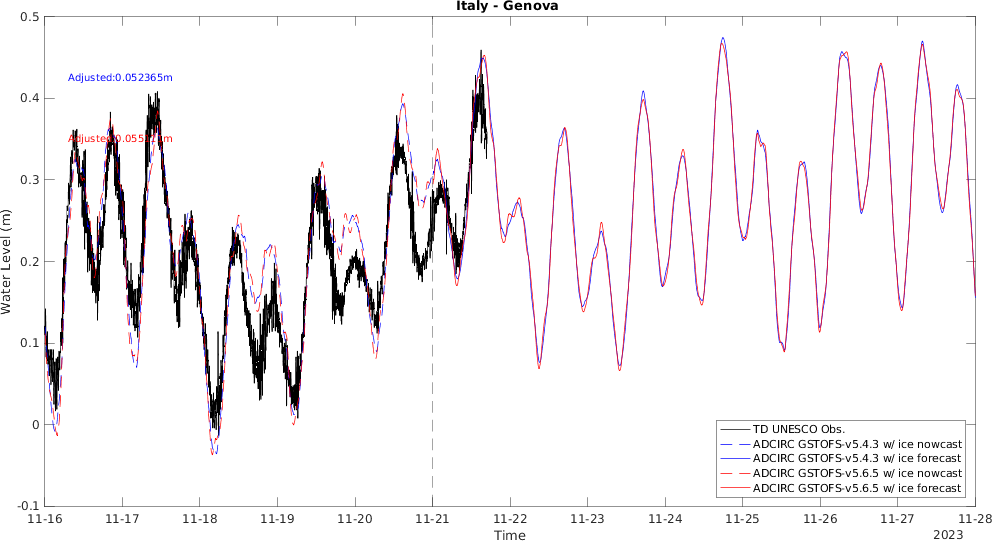 Italy - Genova
0.5
0.4
0.3
0.2
0.1
0
-0.1
Water Level (m)
Adjusted:0.052365m
11-16
11-17
11-18
11-19
11-20
11-21
11-22
11-23
11-24
11-25
11-26
11-27
11-28
Time
2023
TD UNESCO Obs.
ADCIRC GSTOFS-v5.4.3 w/ ice nowcast
ADCIRC GSTOFS-v5.4.3 w/ ice forecast
ADCIRC GSTOFS-v5.6.5 w/ ice nowcast
ADCIRC GSTOFS-v5.6.5 w/ ice forecast